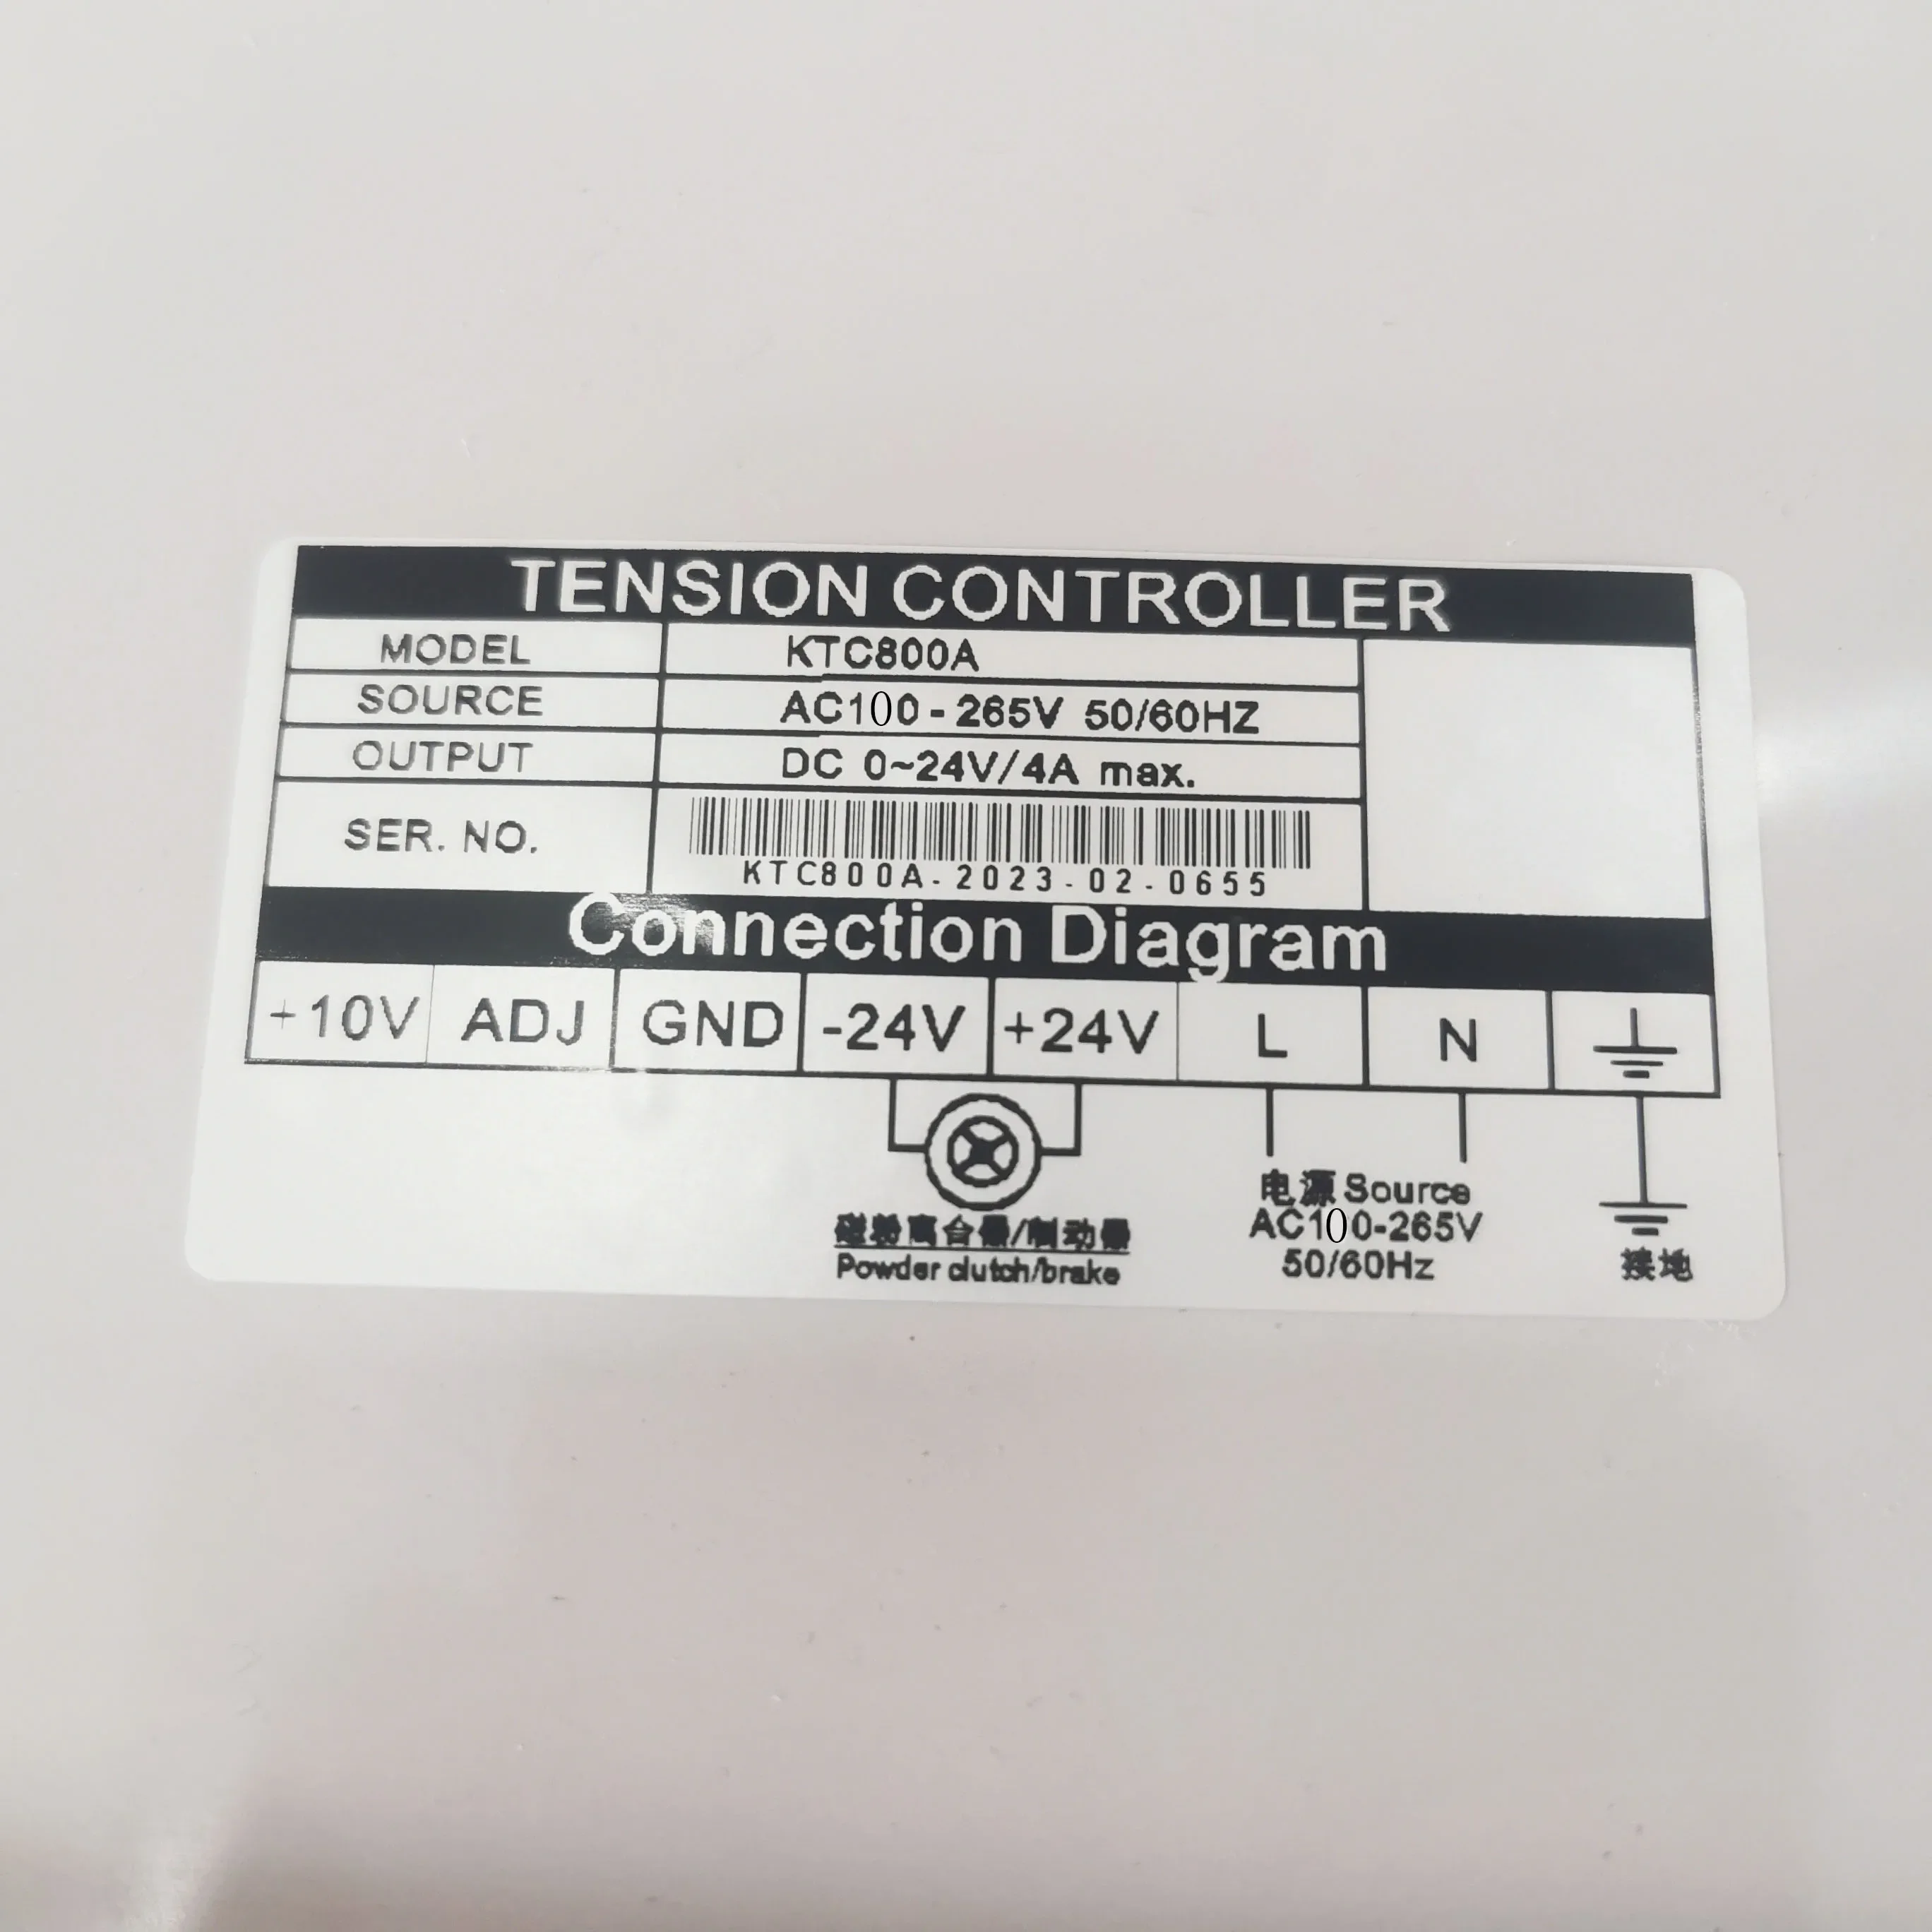 TENSION CONTROLLER
MODEL KTC800A
SOURCE AC100-265V 50/60HZ
OUTPUT DC 0~24V/4A max.
SER. NO. KTC800A-2023-02-0655
Connection Diagram
+10V ADJ GND -24V +24V L N
磁粉离合器/制动器
Powder clutch/brake
电源 Source
AC100-265V
50/60Hz
接地